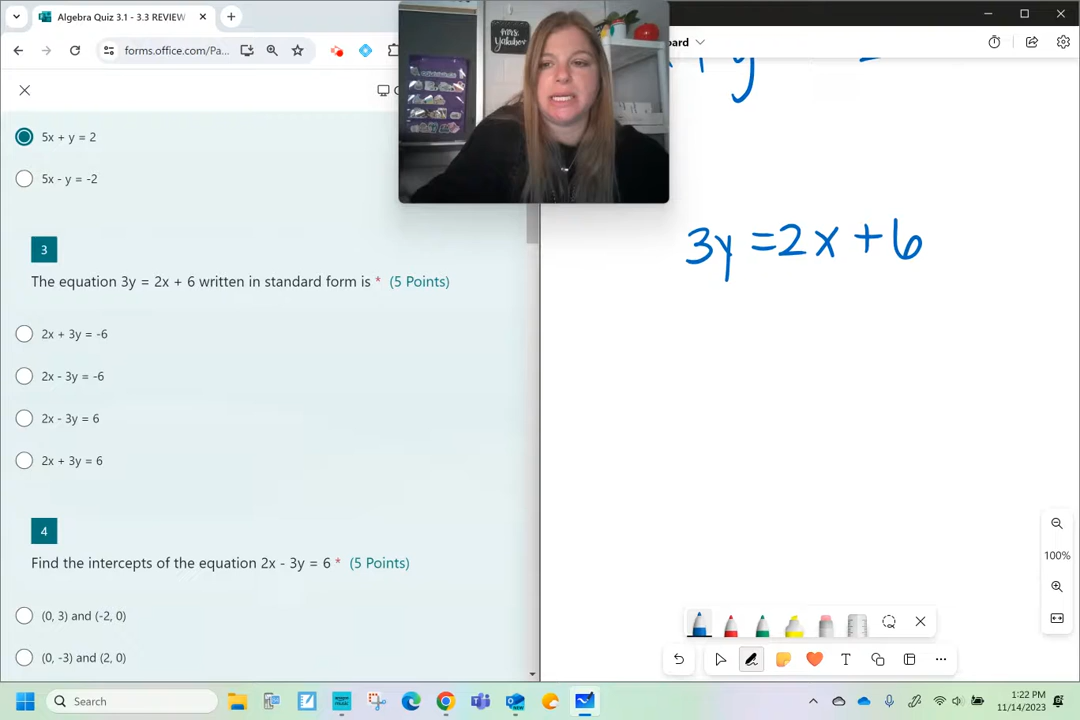 Algebra Quiz 3.1 - 3.3 REVIEW
forms.office.com/Pa...
5x + y = 2
5x - y = -2
3
The equation 3y = 2x + 6 written in standard form is * (5 Points)
2x + 3y = -6
2x - 3y = -6
2x - 3y = 6
2x + 3y = 6
4
Find the intercepts of the equation 2x - 3y = 6 * (5 Points)
(0, 3) and (-2, 0)
(0, -3) and (2, 0)
Mrs.
Yakubov
oard
y
3y = 2x + 6
100%
T
Search
1:22 PM
11/14/2023